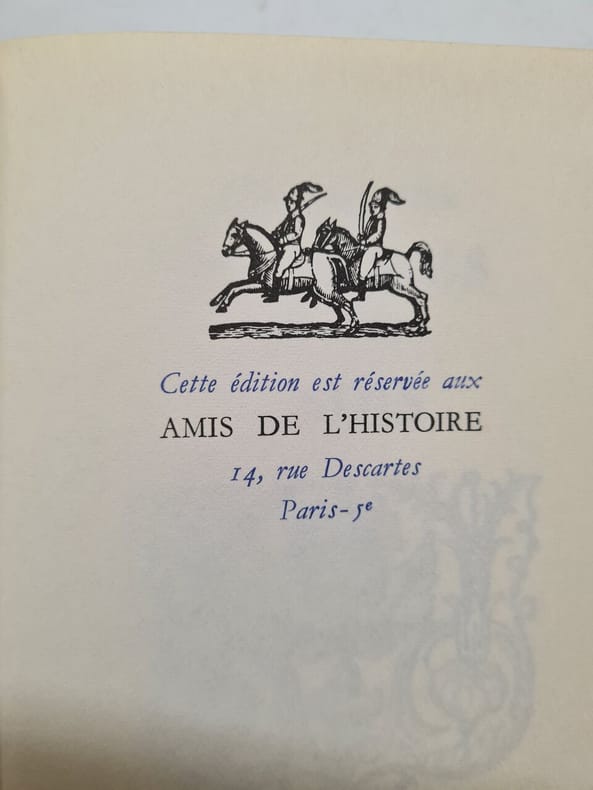 Cette édition est réservée aux
AMIS DE L'HISTOIRE
14, rue Descartes
Paris-5e